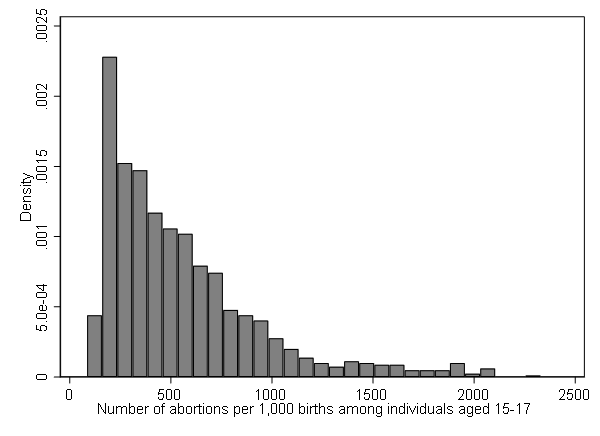 Density
.0025
.002
.0015
.001
5.0e-04
0
0 500 1000 1500 2000 2500
Number of abortions per 1,000 births among individuals aged 15-17